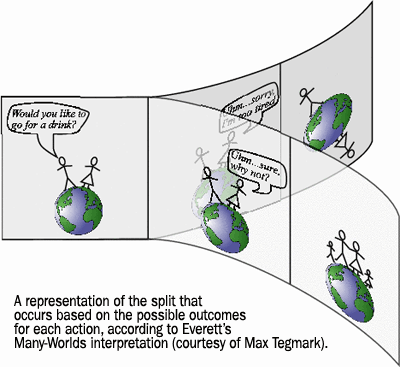 Would you like to
go for a drink?
Uhm...sorry,
I'm too tired
Uhm...sure,
why not?
A representation of the split that
occurs based on the possible outcomes
for each action, according to Everett's
Many-Worlds interpretation (courtesy of Max Tegmark).